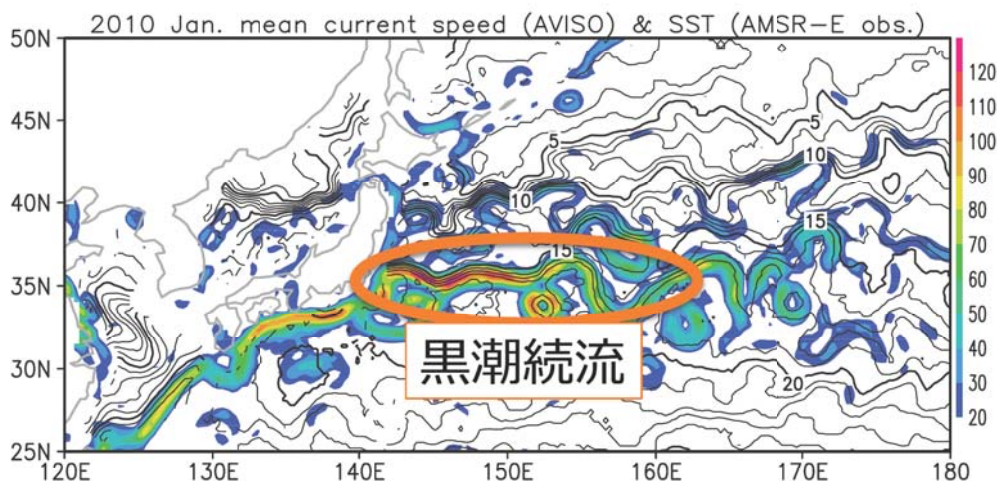 2010 Jan. mean current speed (AVISO) & SST (AMSR-E obs.)
50N
45N
40N
35N
30N
25N
120E
130E
140E
150E
160E
170E
180
5
5
10
10
15
15
20
黒潮続流
120
110
100
90
80
70
60
50
40
30
20